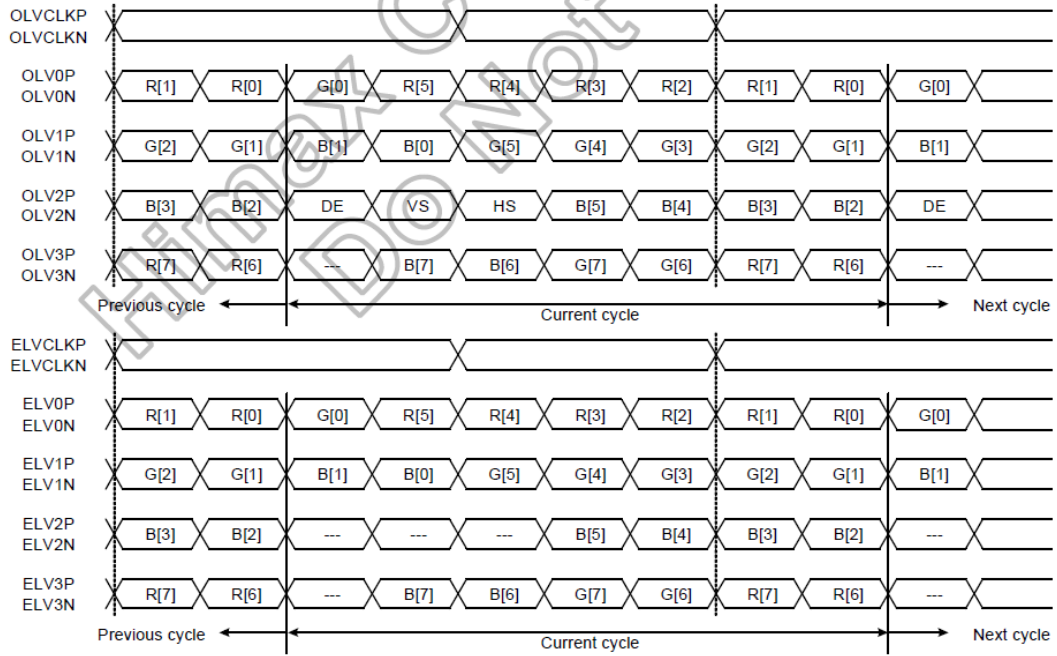 OLVCLKP
OLVCLKN
OLV0P
OLV0N
R[1] R[0] G[0] R[5] R[4] R[3] R[2] R[1] R[0] G[0]
OLV1P
OLV1N
G[2] G[1] B[1] B[0] G[5] G[4] G[3] G[2] G[1] B[1]
OLV2P
OLV2N
B[3] B[2] DE VS HS B[5] B[4] B[3] B[2] DE
OLV3P
OLV3N
R[7] R[6] --- B[7] B[6] G[7] G[6] R[7] R[6] ---
Previous cycle Current cycle Next cycle
ELVCLKP
ELVCLKN
ELV0P
ELV0N
R[1] R[0] G[0] R[5] R[4] R[3] R[2] R[1] R[0] G[0]
ELV1P
ELV1N
G[2] G[1] B[1] B[0] G[5] G[4] G[3] G[2] G[1] B[1]
ELV2P
ELV2N
B[3] B[2] --- --- --- B[5] B[4] B[3] B[2] ---
ELV3P
ELV3N
R[7] R[6] --- B[7] B[6] G[7] G[6] R[7] R[6] ---
Previous cycle Current cycle Next cycle
Himax C
Do Not